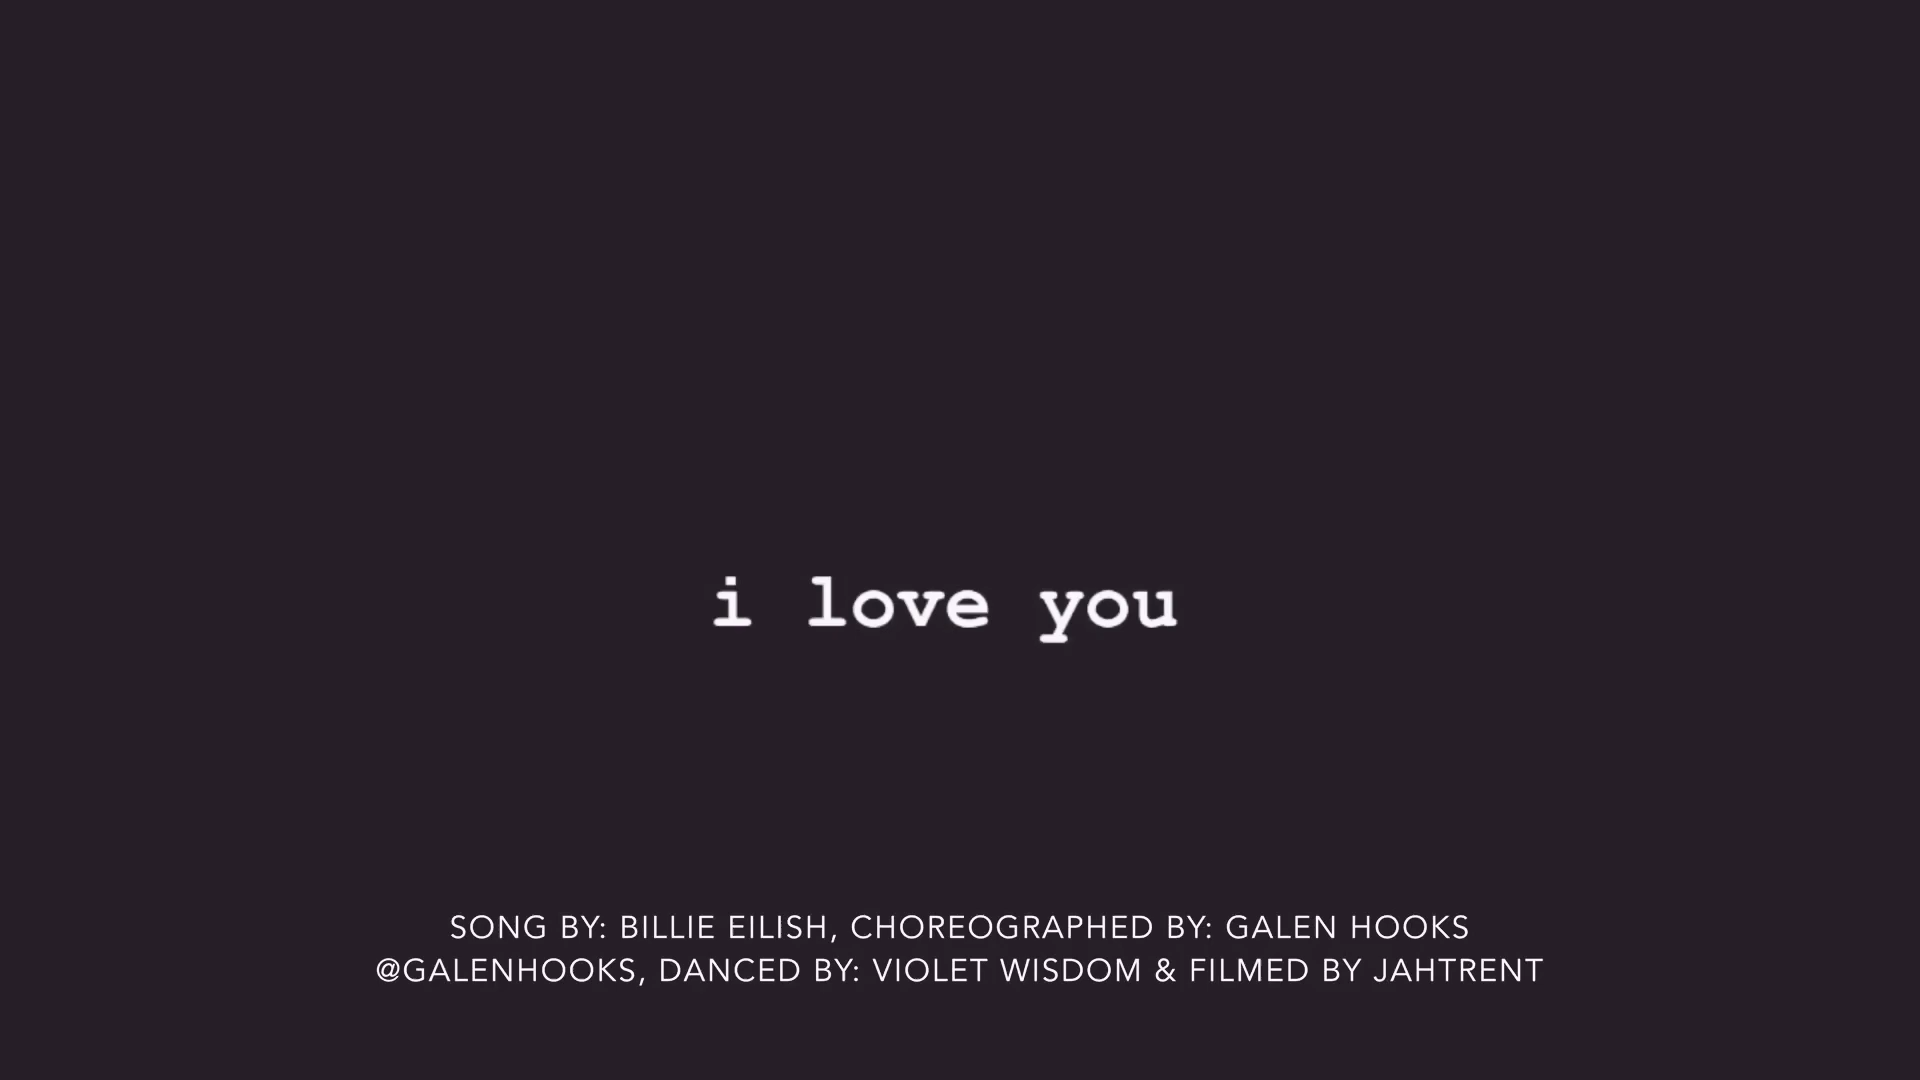 i love you
SONG BY: BILLIE EILISH, CHOREOGRAPHED BY: GALEN HOOKS
@GALENHOOKS, DANCED BY: VIOLET WISDOM & FILMED BY JAHTRENT